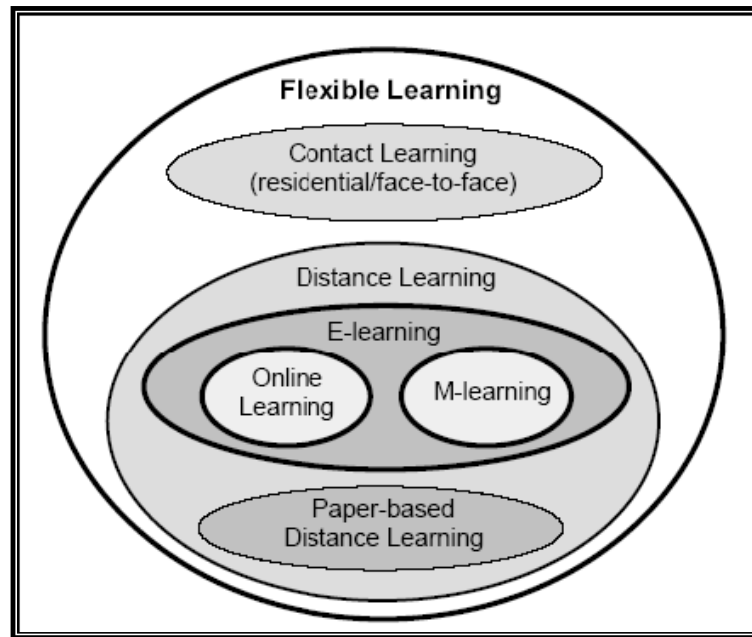 Flexible Learning
Contact Learning
(residential/face-to-face)
Distance Learning
E-learning
Online
Learning
M-learning
Paper-based
Distance Learning